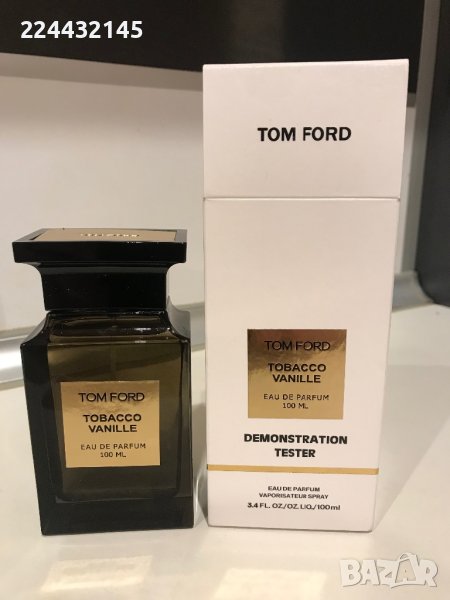 224432145
TOM FORD
TOM FORD
TOBACCO
VANILLE
EAU DE PARFUM
100 ML
DEMONSTRATION
TESTER
EAU DE PARFUM
VAPORISATEUR SPRAY
3.4 FL. OZ./OZ. LIQ./100ml
TOM FORD
TOBACCO
VANILLE
EAU DE PARFUM
100 ML
BAZAR